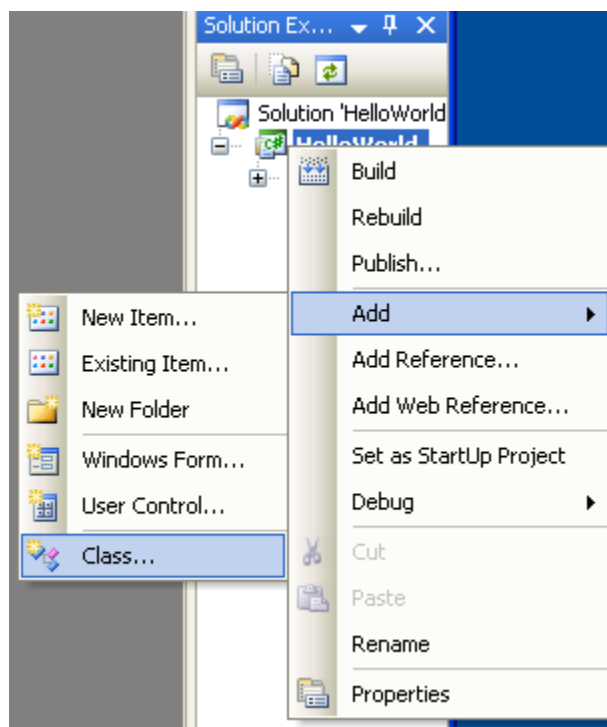 Solution Ex...
Solution 'HelloWorld
HelloWorld
Build
Rebuild
Publish...
Add
Add Reference...
Add Web Reference...
Set as StartUp Project
Debug
Cut
Paste
Rename
Properties
New Item...
Existing Item...
New Folder
Windows Form...
User Control...
Class...